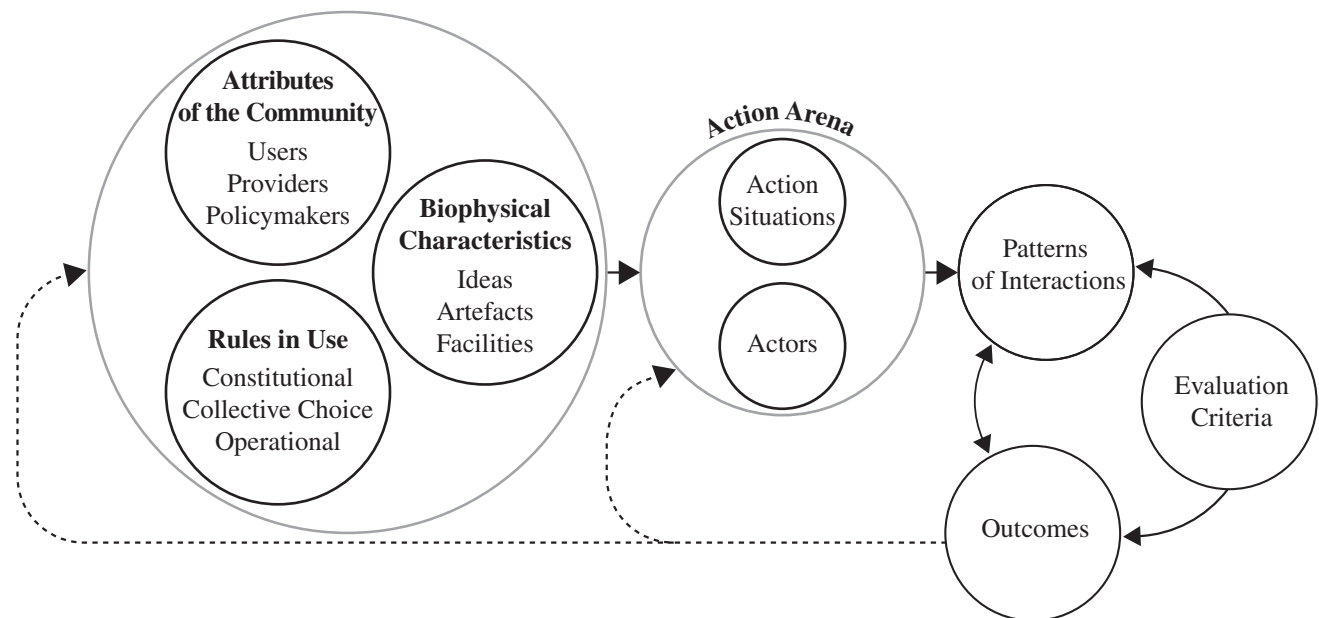 Attributes
of the Community
Users
Providers
Policymakers
Biophysical
Characteristics
Ideas
Artefacts
Facilities
Rules in Use
Constitutional
Collective Choice
Operational
Action Arena
Action
Situations
Actors
Patterns
of Interactions
Evaluation
Criteria
Outcomes